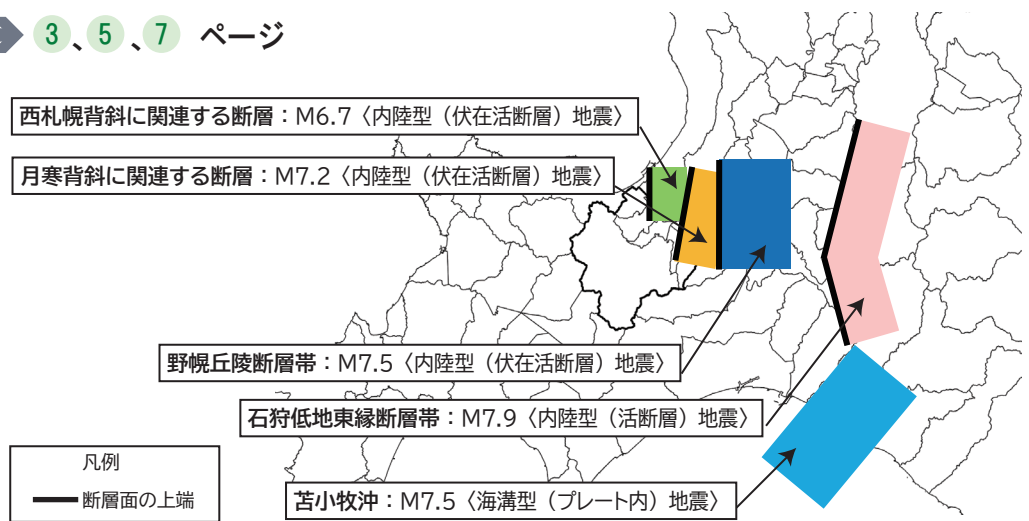 3、5、7 ページ
西札幌背斜に関連する断層：M6.7〈内陸型（伏在活断層）地震〉
月寒背斜に関連する断層：M7.2〈内陸型（伏在活断層）地震〉
野幌丘陵断層帯：M7.5〈内陸型（伏在活断層）地震〉
石狩低地東縁断層帯：M7.9〈内陸型（活断層）地震〉
苫小牧沖：M7.5〈海溝型（プレート内）地震〉
凡例
断層面の上端